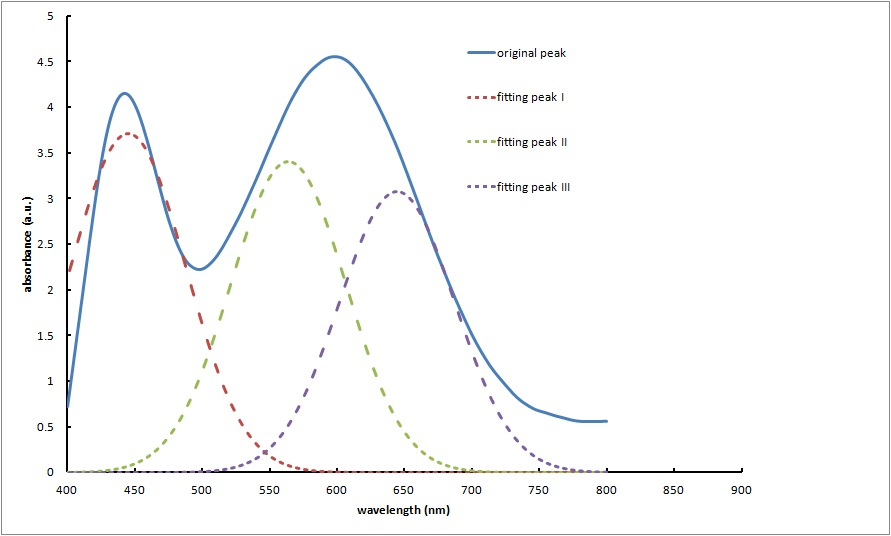 5
4.5
4
3.5
3
2.5
2
1.5
1
0.5
0
absorbance (a.u.)
original peak
fitting peak I
fitting peak II
fitting peak III
400 450 500 550 600 650 700 750 800 850 900
wavelength (nm)